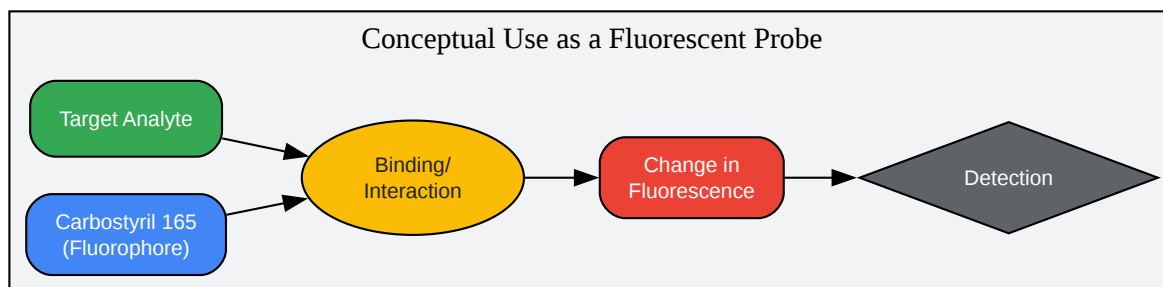 Conceptual Use as a Fluorescent Probe
Target Analyte
Carbostyril 165
(Fluorophore)
Binding/
Interaction
Change in
Fluorescence
Detection